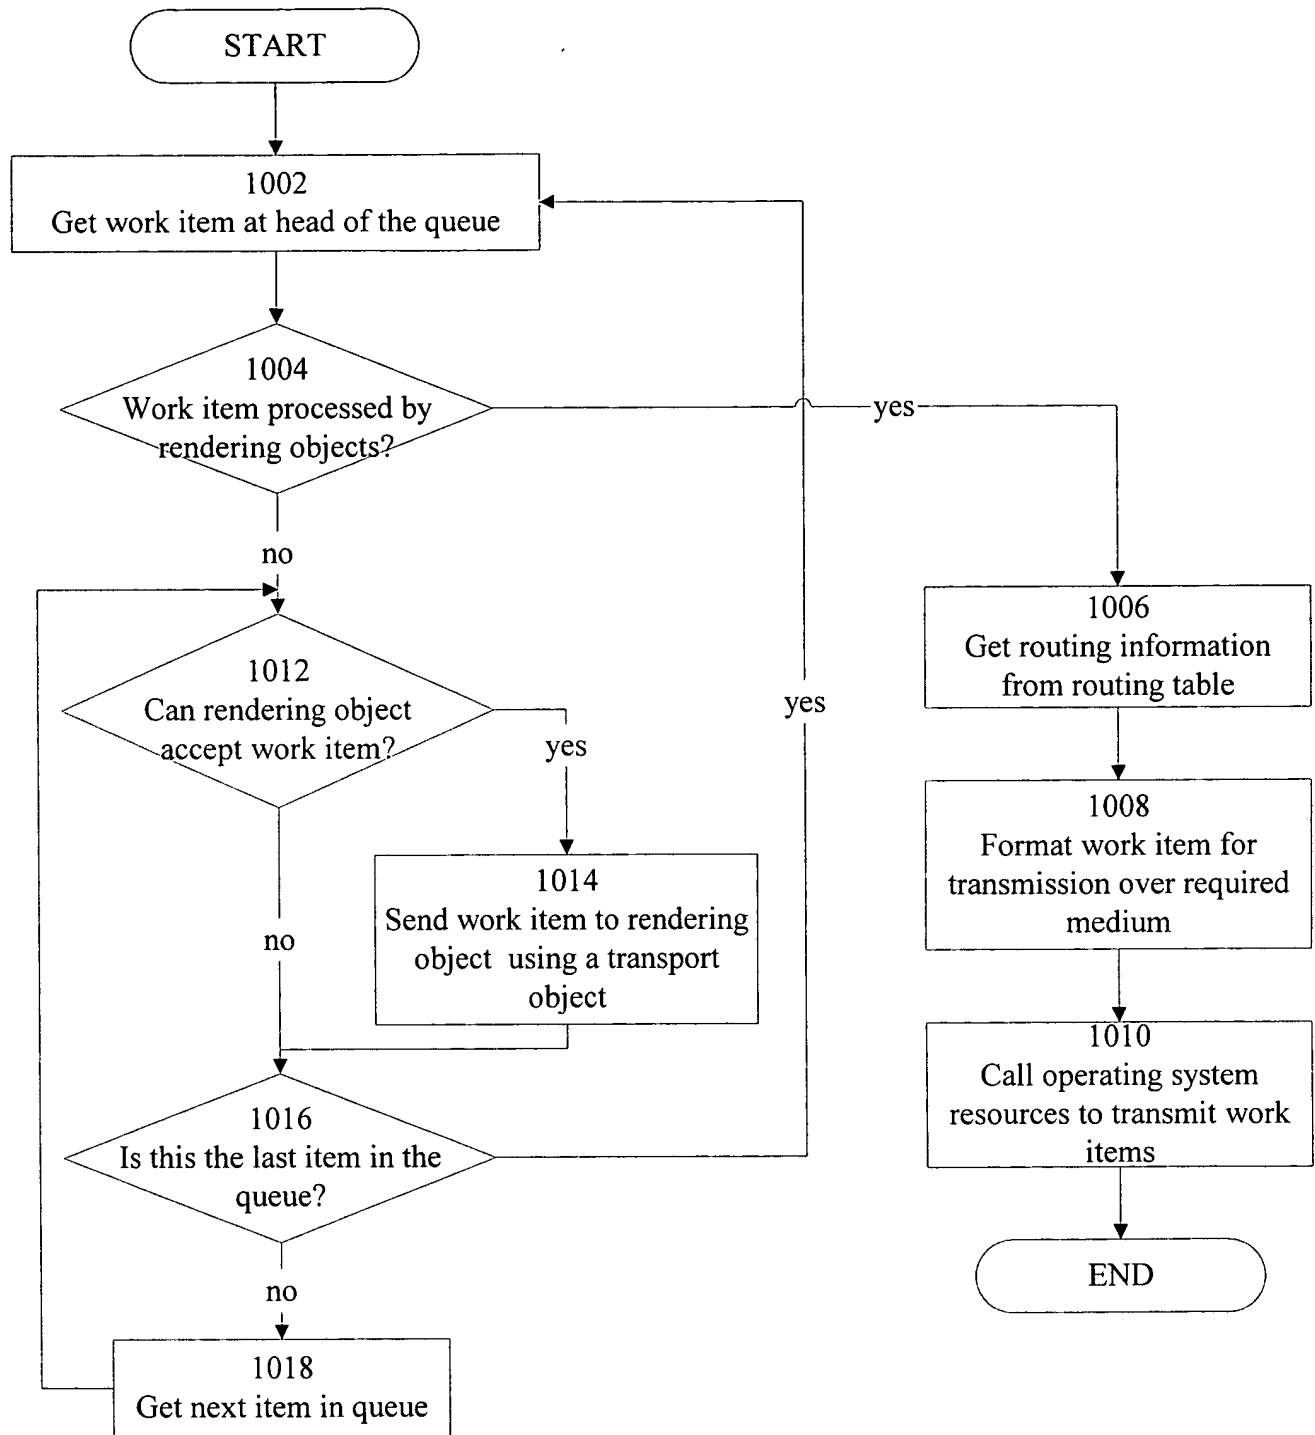 START
1002
Get work item at head of the queue
1004
Work item processed by
rendering objects?
yes
no
1006
Get routing information
from routing table
1012
Can rendering object
accept work item?
yes
yes
1008
Format work item for
transmission over required
medium
1014
Send work item to rendering
object using a transport
object
no
1010
Call operating system
resources to transmit work
items
1016
Is this the last item in the
queue?
END
no
1018
Get next item in queue